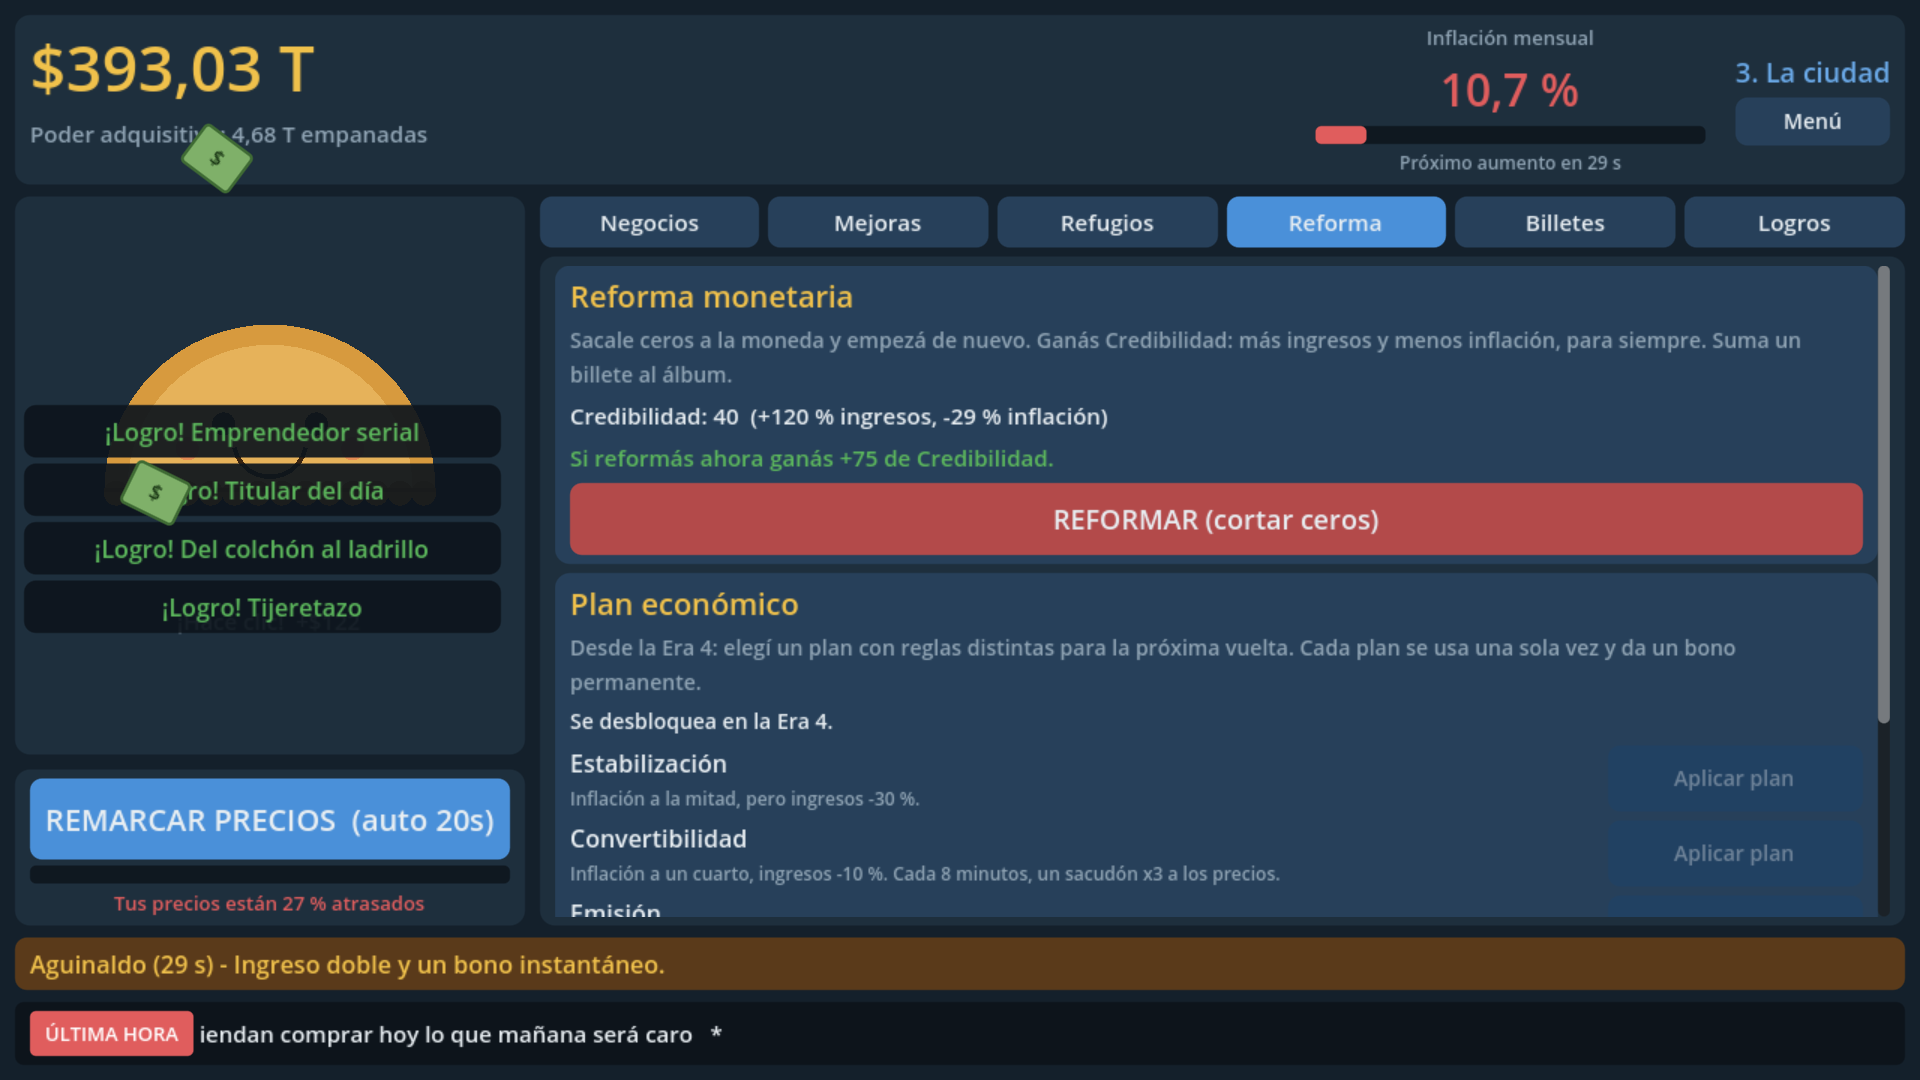 $393,03 T
Poder adquisitiv 4,68 T empanadas
$
Inflación mensual
10,7 %
Próximo aumento en 29 s
3. La ciudad
Menú
Negocios
Mejoras
Refugios
Reforma
Billetes
Logros
¡Logro! Emprendedor serial
ro! Titular del día
$
¡Logro! Del colchón al ladrillo
¡Logro! Tijeretazo
REMARCAR PRECIOS (auto 20s)
Tus precios están 27 % atrasados
Reforma monetaria
Sacale ceros a la moneda y empezá de nuevo. Ganás Credibilidad: más ingresos y menos inflación, para siempre. Suma un
billete al álbum.
Credibilidad: 40 (+120 % ingresos, -29 % inflación)
Si reformás ahora ganás +75 de Credibilidad.
REFORMAR (cortar ceros)
Plan económico
Desde la Era 4: elegí un plan con reglas distintas para la próxima vuelta. Cada plan se usa una sola vez y da un bono
permanente.
Se desbloquea en la Era 4.
Estabilización
Inflación a la mitad, pero ingresos -30 %.
Aplicar plan
Convertibilidad
Inflación a un cuarto, ingresos -10 %. Cada 8 minutos, un sacudón x3 a los precios.
Aplicar plan
Emisión
Aguinaldo (29 s) - Ingreso doble y un bono instantáneo.
ÚLTIMA HORA iendan comprar hoy lo que mañana será caro *